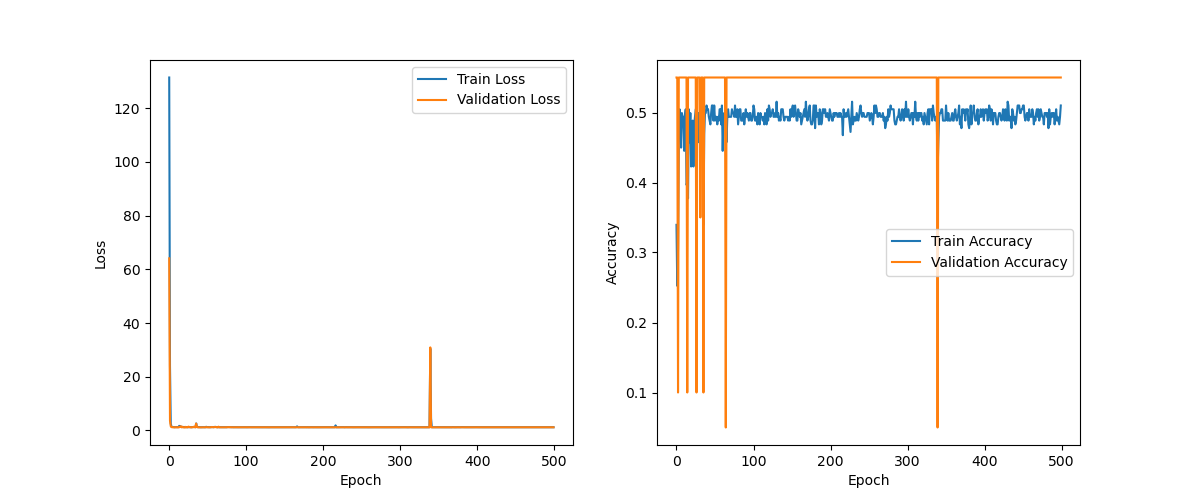 Train Loss
Validation Loss
120
100
80
60
40
20
0
Loss
0 100 200 300 400 500
Epoch
0.5
0.4
0.3
0.2
0.1
Accuracy
Train Accuracy
Validation Accuracy
0 100 200 300 400 500
Epoch